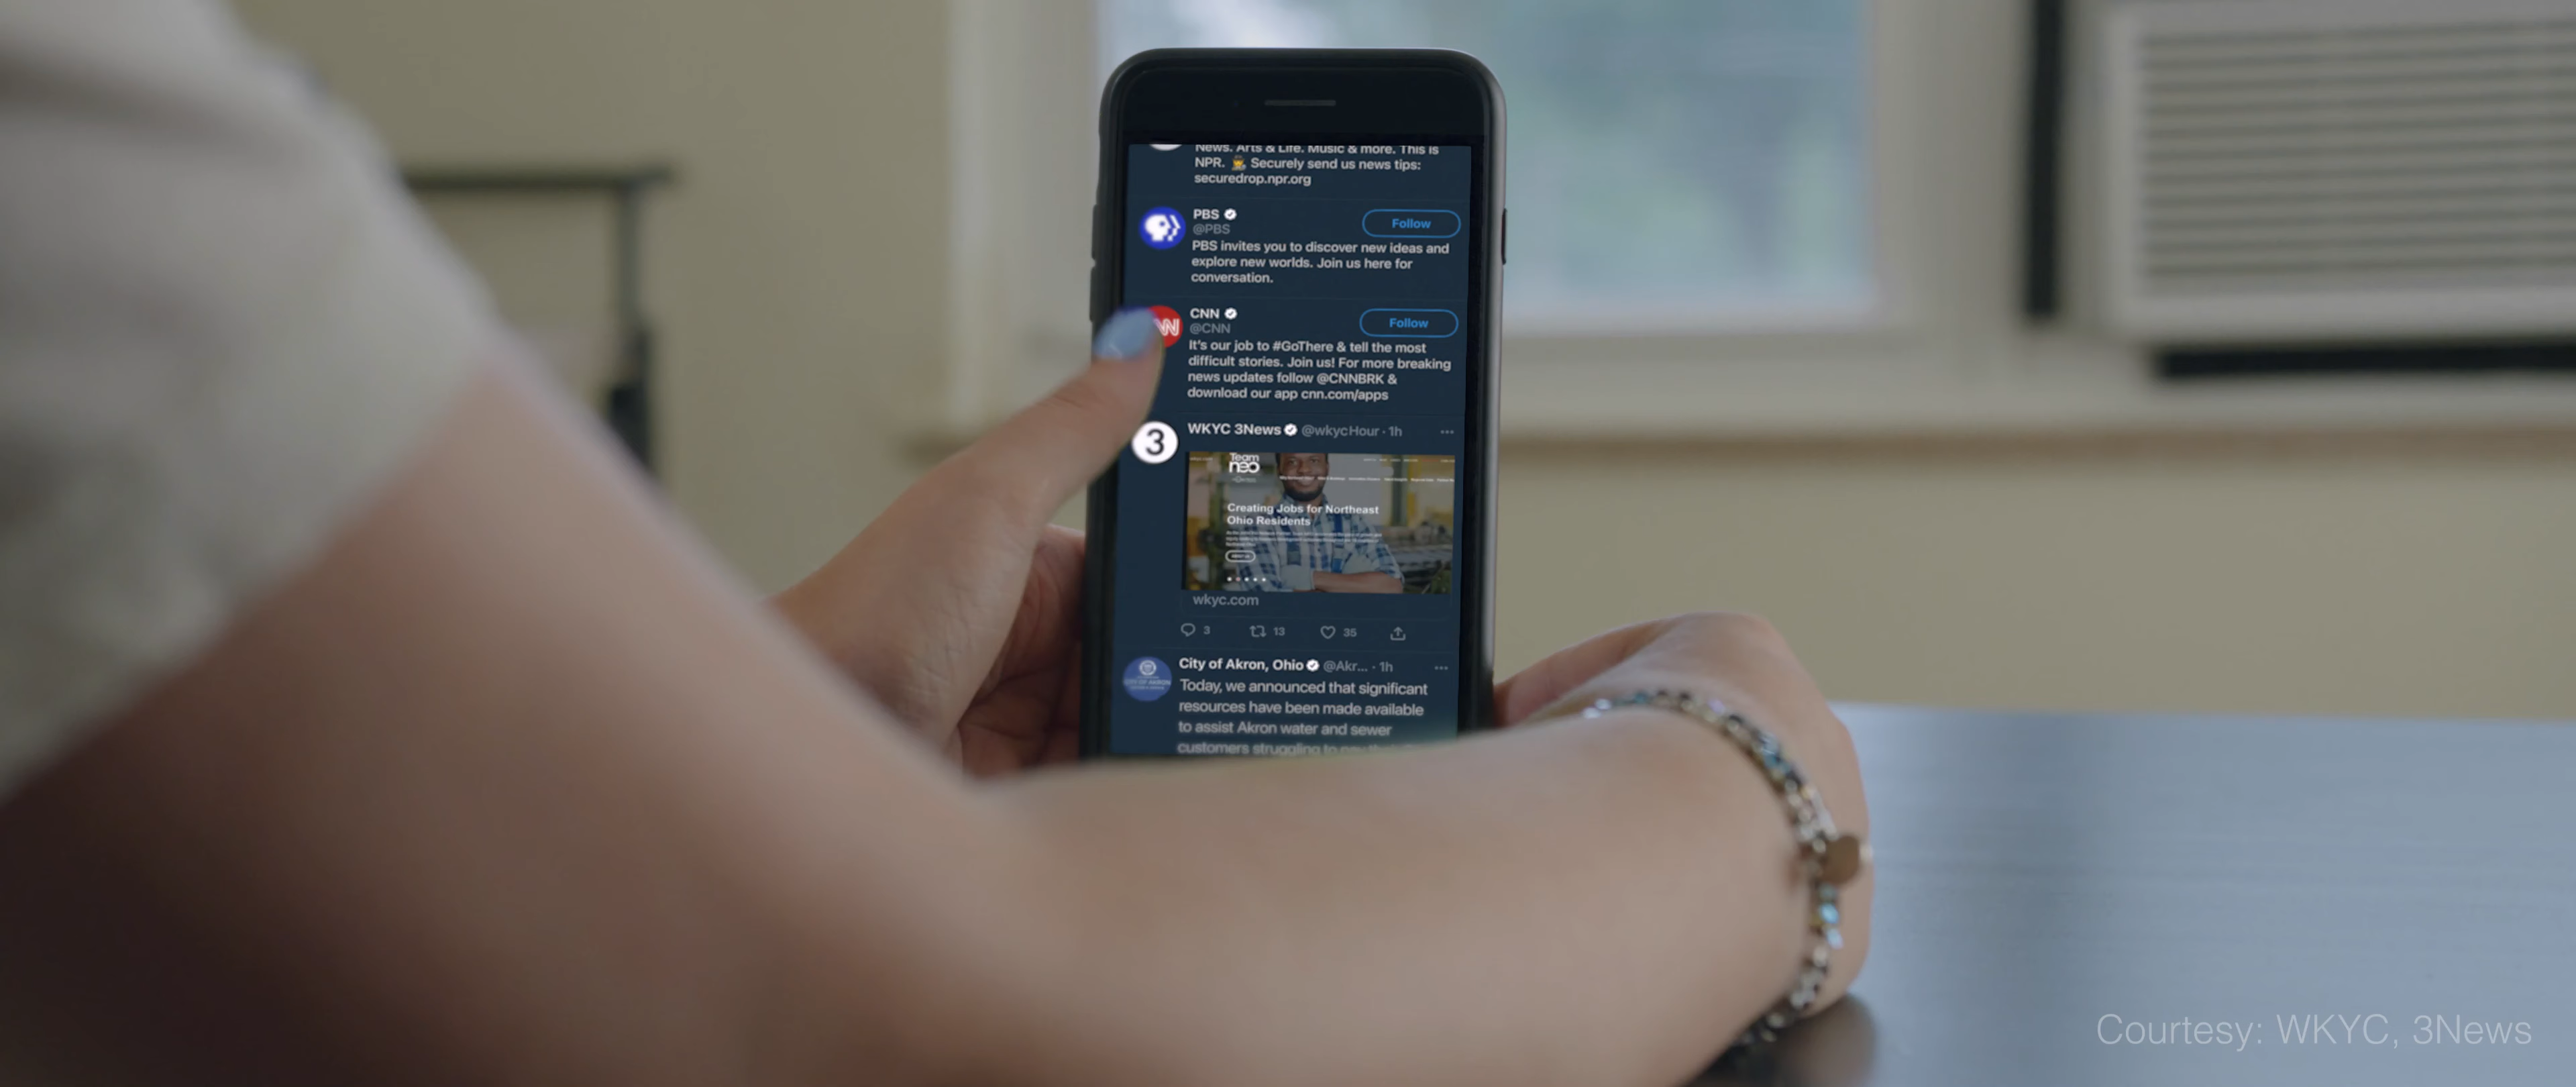 News. Arts & Life. Music & more. This is
NPR. Securely send us news tips:
securedrop.npr.org
PBS
@PBS
Follow
PBS invites you to discover new ideas and
explore new worlds. Join us here for
conversation.
CNN
@CNN
Follow
It's our job to #GoThere & tell the most
difficult stories. Join us! For more breaking
news updates follow @CNNBRK &
download our app cnn.com/apps
3
WKYC 3News @wkycHour · 1h
Team
neo
Creating Jobs for Northeast
Ohio Residents
wkyc.com
3 13 35
City of Akron, Ohio @Akr... · 1h
Today, we announced that significant
resources have been made available
to assist Akron water and sewer
customers struggling to pay
Courtesy: WKYC, 3News